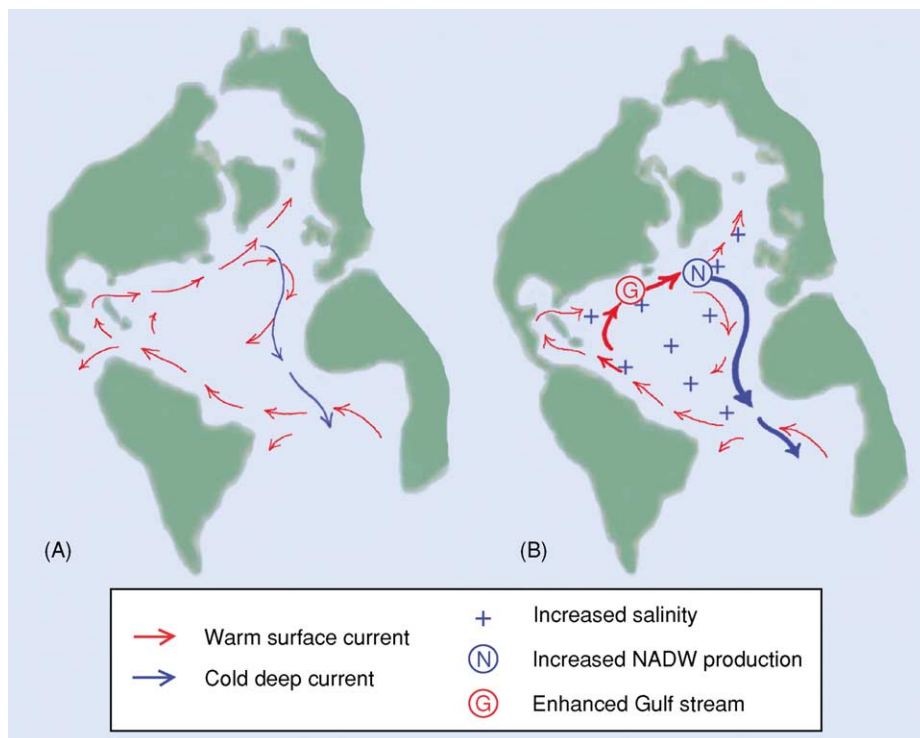 G
N
(A)
(B)
Warm surface current
Cold deep current
+ Increased salinity
N Increased NADW production
G Enhanced Gulf stream